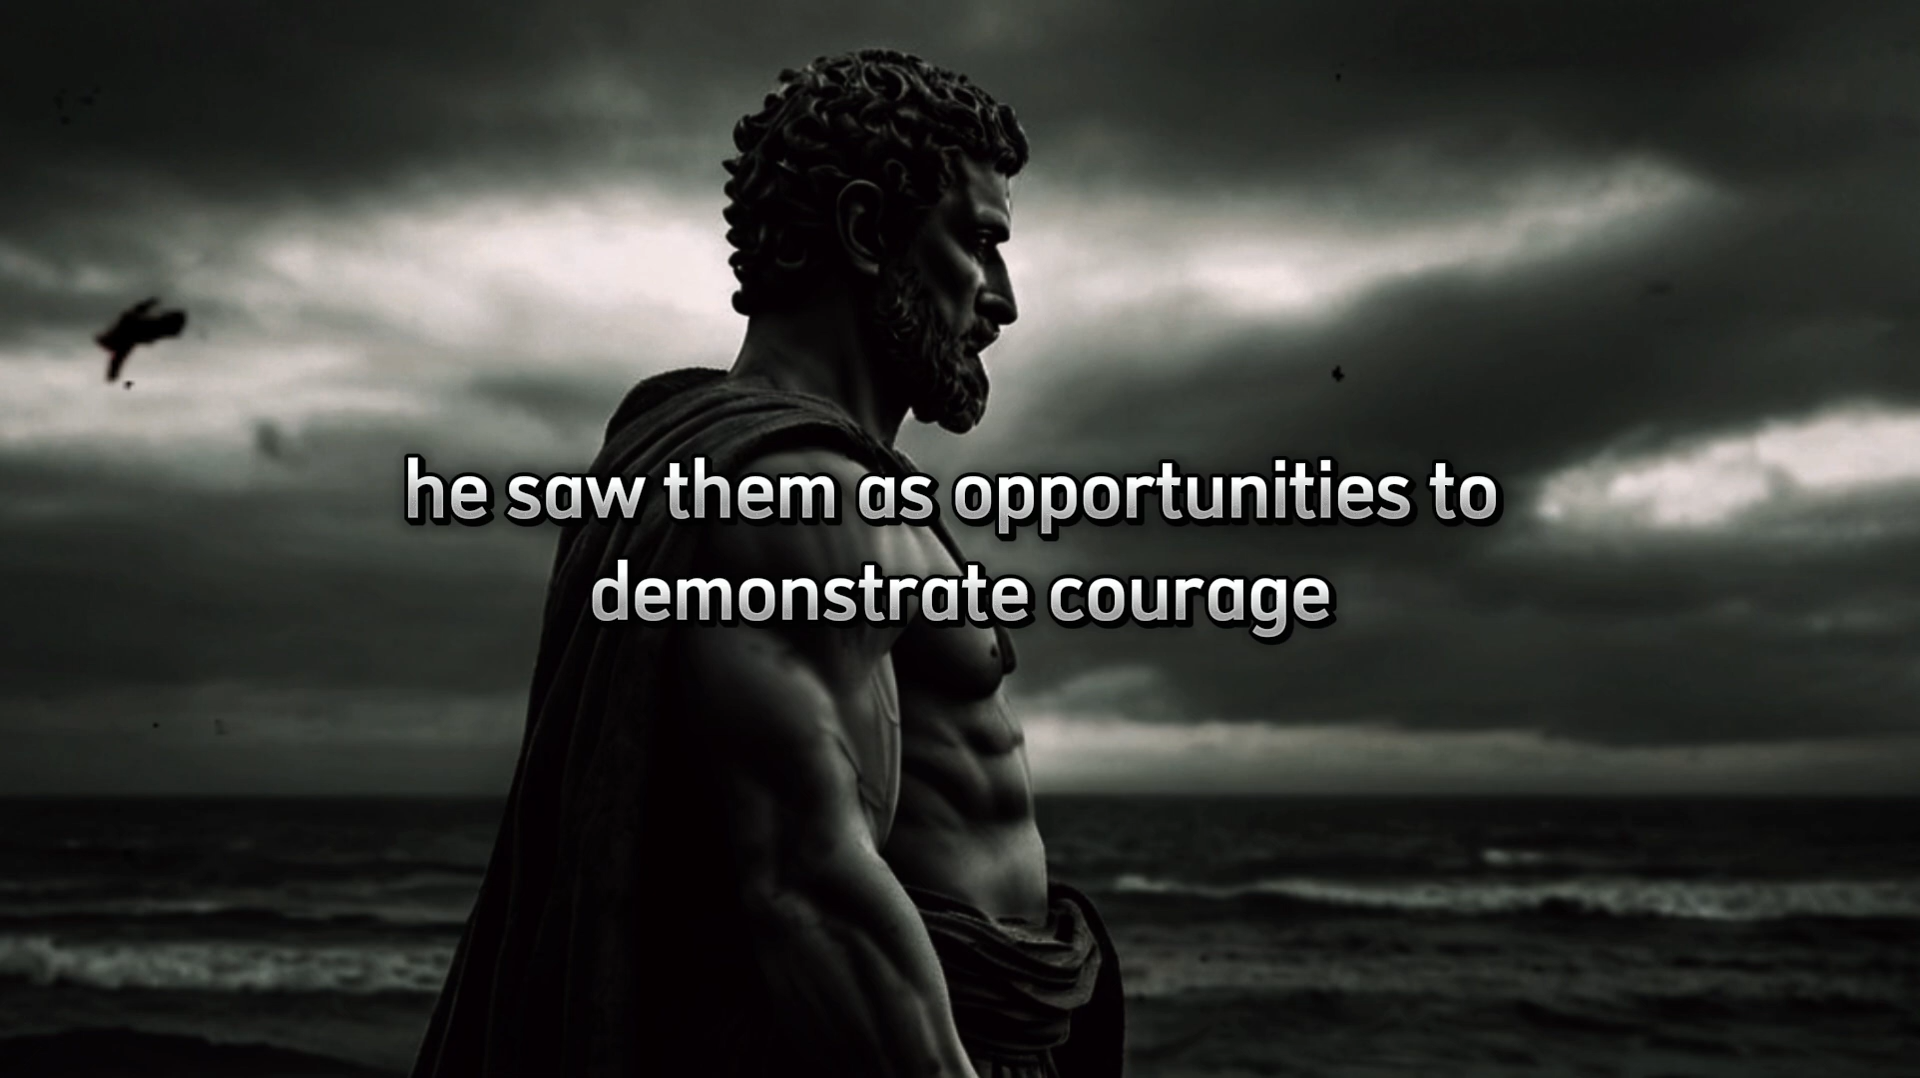 he saw them as opportunities to
demonstrate courage